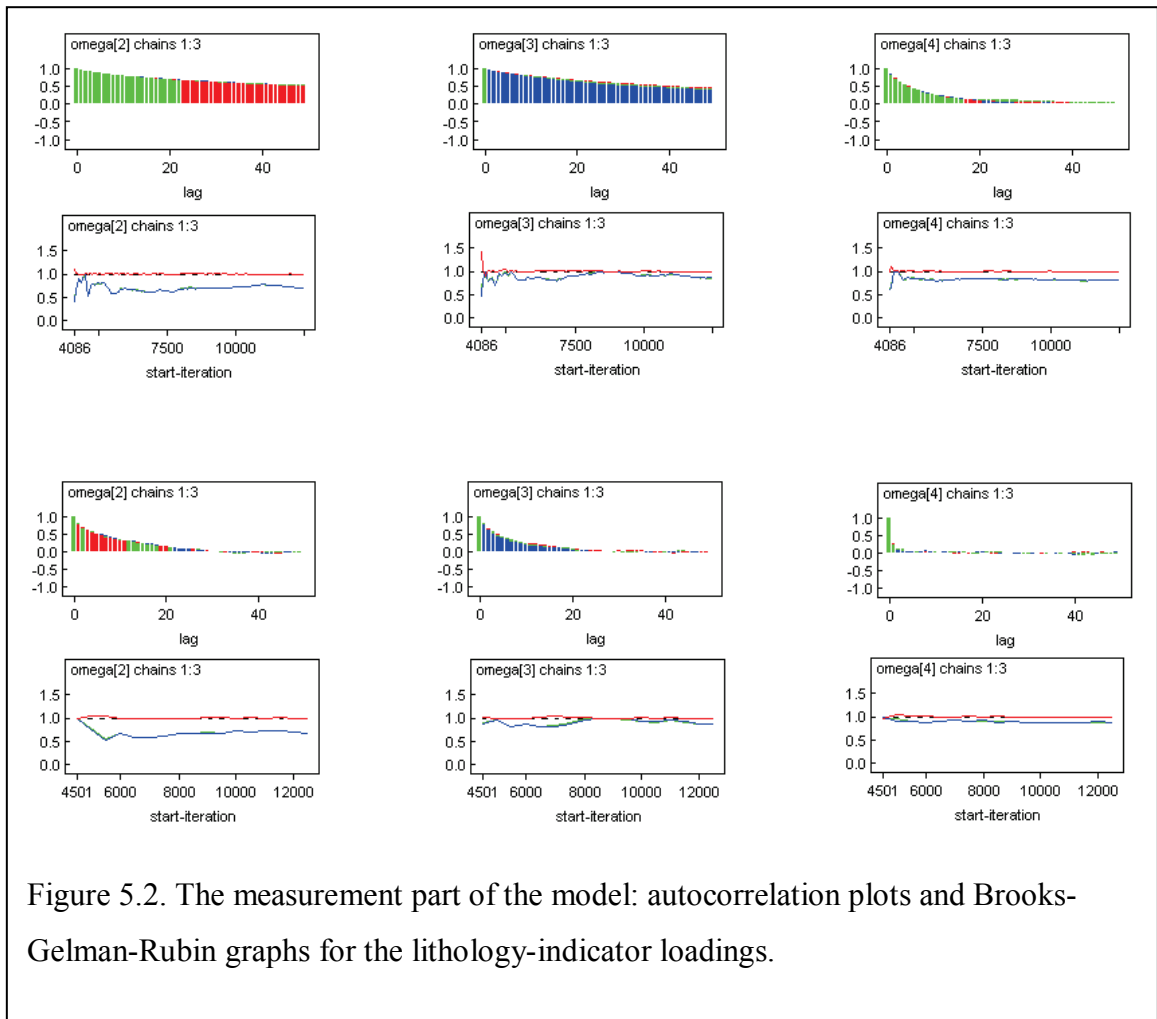 omega[2] chains 1:3
1.0
0.5
0.0
-0.5
-1.0
0 20 40
lag
omega[3] chains 1:3
1.0
0.5
0.0
-0.5
-1.0
0 20 40
lag
omega[4] chains 1:3
1.0
0.5
0.0
-0.5
-1.0
0 20 40
lag
omega[2] chains 1:3
1.5
1.0
0.5
0.0
4086 7500 10000
start-iteration
omega[3] chains 1:3
1.5
1.0
0.5
0.0
4086 7500 10000
start-iteration
omega[4] chains 1:3
1.5
1.0
0.5
0.0
4086 7500 10000
start-iteration
omega[2] chains 1:3
1.0
0.5
0.0
-0.5
-1.0
0 20 40
lag
omega[3] chains 1:3
1.0
0.5
0.0
-0.5
-1.0
0 20 40
lag
omega[4] chains 1:3
1.0
0.5
0.0
-0.5
-1.0
0 20 40
lag
omega[2] chains 1:3
1.5
1.0
0.5
0.0
4501 6000 8000 10000 12000
start-iteration
omega[3] chains 1:3
1.5
1.0
0.5
0.0
4501 6000 8000 10000 12000
start-iteration
omega[4] chains 1:3
1.5
1.0
0.5
0.0
4501 6000 8000 10000 12000
start-iteration
Figure 5.2. The measurement part of the model: autocorrelation plots and Brooks-
Gelman-Rubin graphs for the lithology-indicator loadings.